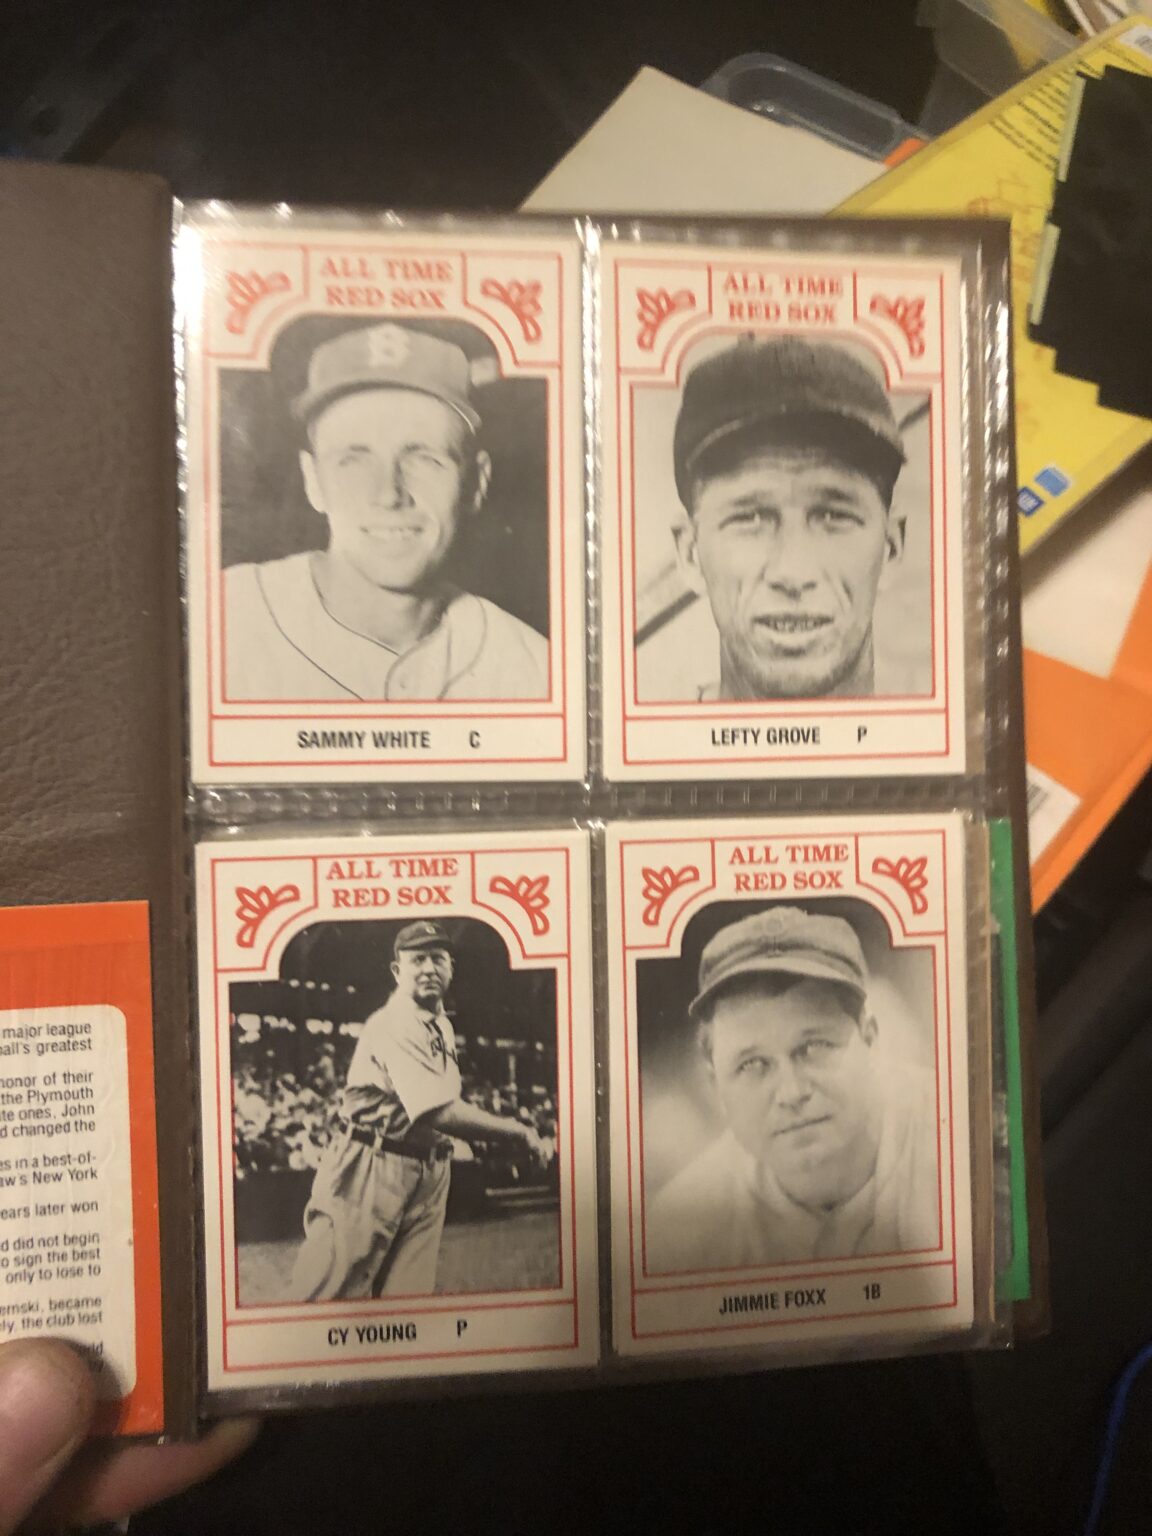 ALL TIME
RED SOX
SAMMY WHITE C
ALL TIME
RED SOX
LEFTY GROVE P
ALL TIME
RED SOX
CY YOUNG P
ALL TIME
RED SOX
JIMMIE FOXX 1B
major league
ball's greatest
honor of their
the Plymouth
ones, John
changed the
in a best-of-
New York
years later won
did not begin
to sign the best
only to lose to
became
the club lost